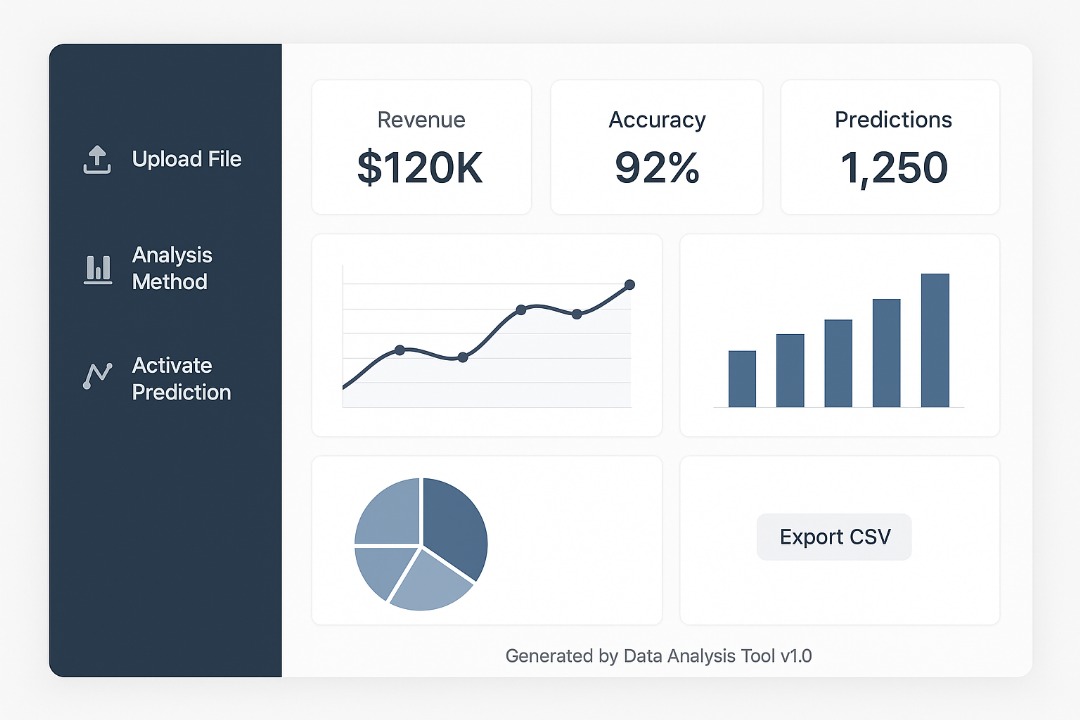 Upload File
Analysis
Method
Activate
Prediction
Revenue
$120K
Accuracy
92%
Predictions
1,250
Export CSV
Generated by Data Analysis Tool v1.0